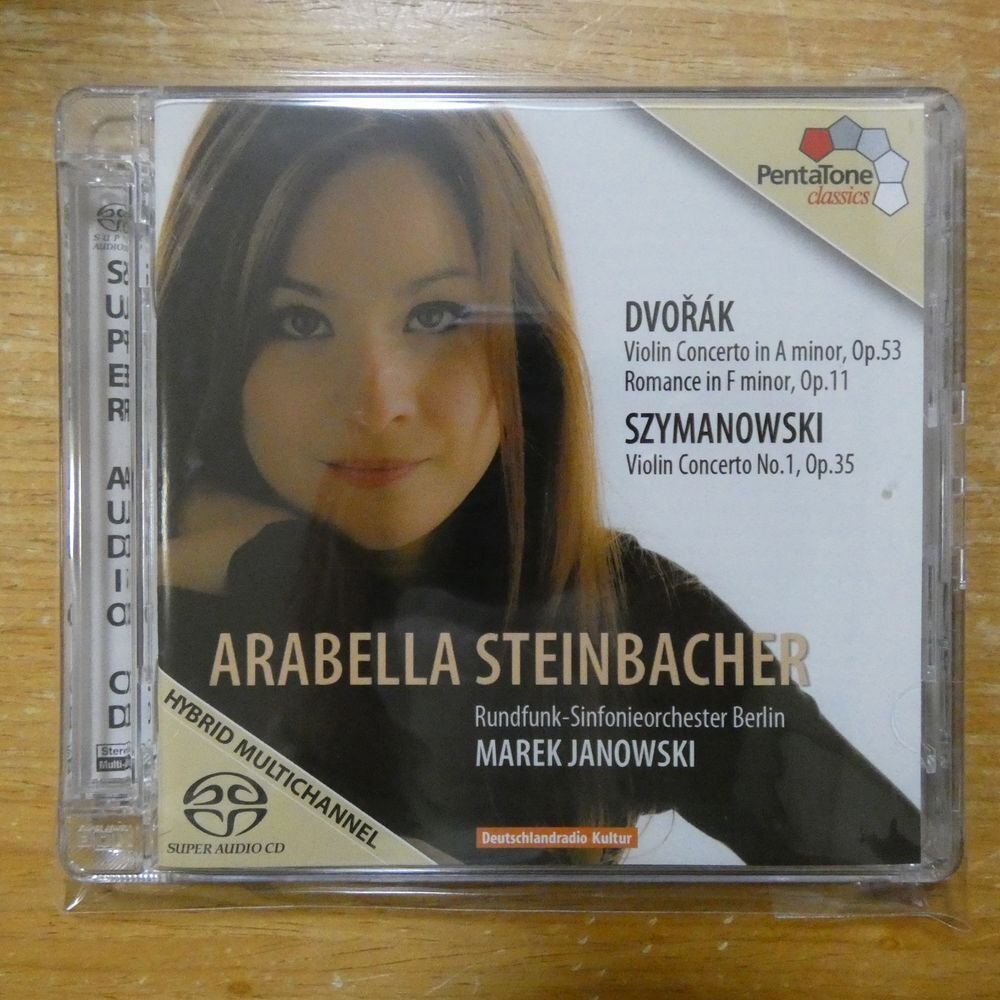 PentaTone
classics
DVOŘÁK
Violin Concerto in A minor, Op.53
Romance in F minor, Op.11
SZYMANOWSKI
Violin Concerto No.1, Op.35
ARABELLA STEINBACHER
Rundfunk-Sinfonieorchester Berlin
MAREK JANOWSKI
Deutschlandradio Kultur
HYBRID MULTICHANNEL
SUPER AUDIO CD
SUPER AUDIO CD